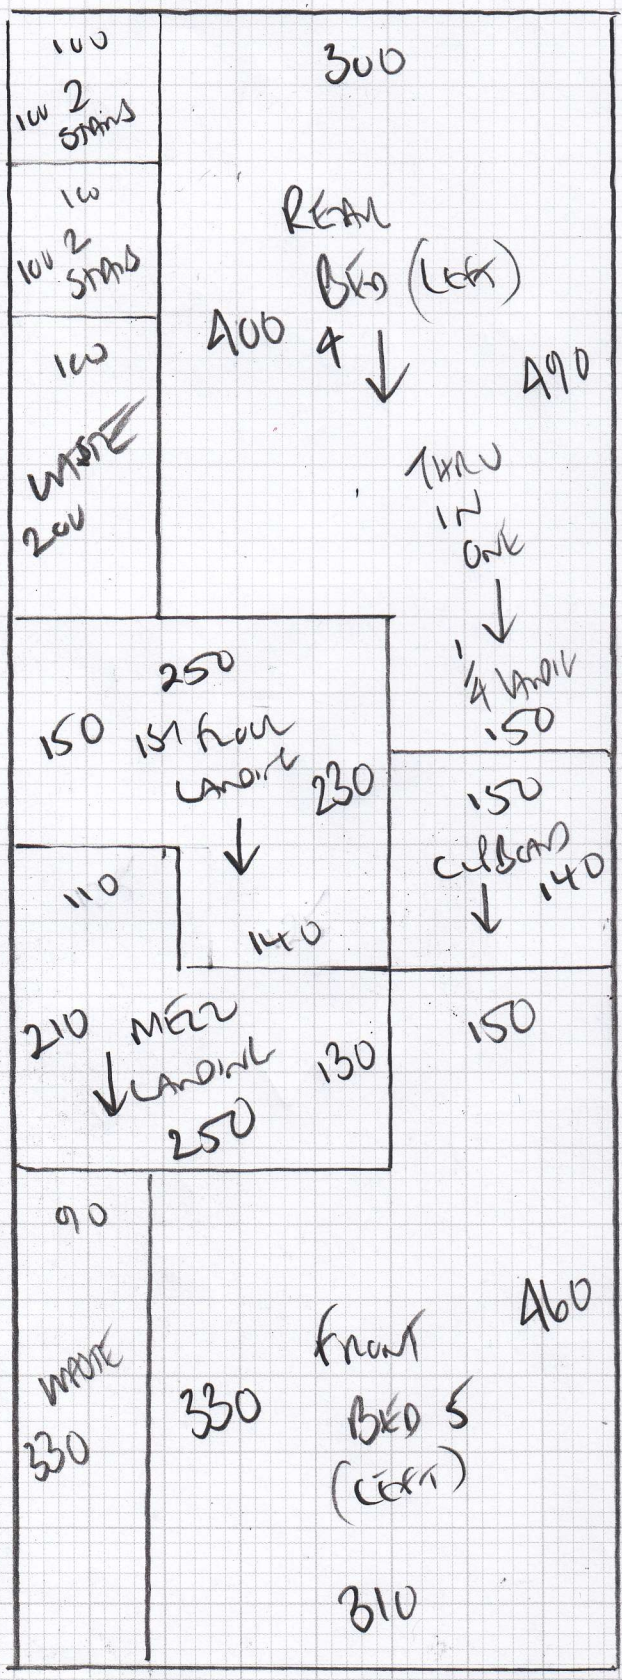 100
100 2
STAIRS
100
100 2
STAIRS
100
WASTE
200
300
REAR
BED (LEFT)
400 4
490
THRU
IN
ONE
1/4 LANDING
150
250
150 1ST FLOOR
LANDING 230
140
150
CUPBOARD
140
110
210 MEZZ
LANDING 130
250
150
90
WASTE
330
460
FRONT
330 BED 5
(LEFT)
310